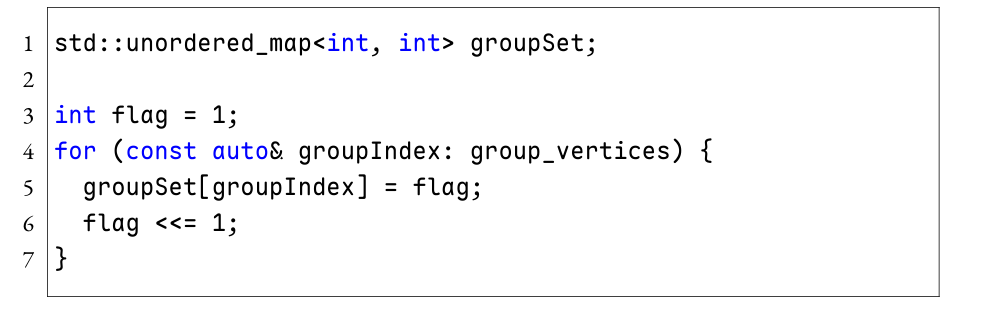 1 std::unordered_map<int, int> groupSet;
2
3 int flag = 1;
4 for (const auto& groupIndex: group_vertices) {
5   groupSet[groupIndex] = flag;
6   flag <<= 1;
7 }